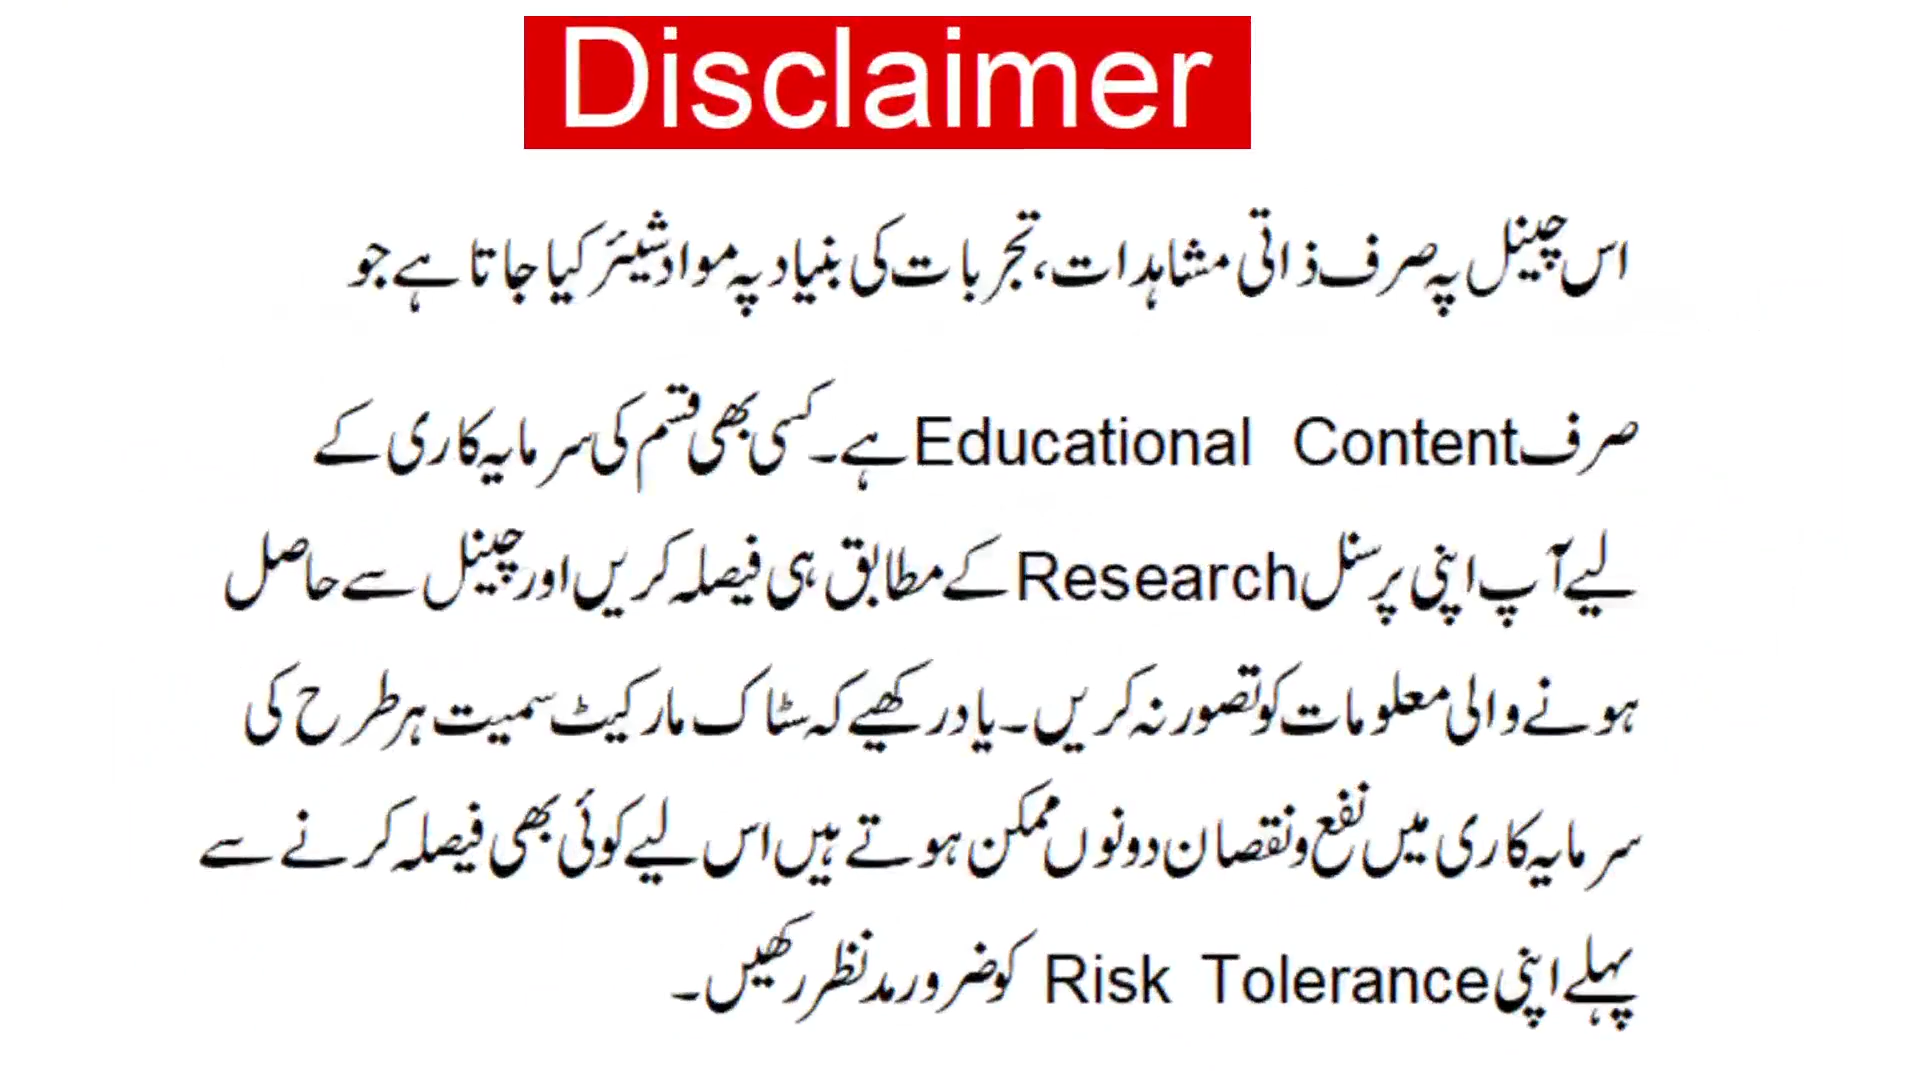 Disclaimer
اس چینل پہ صرف ذاتی مشاہدات، تجربات کی بنیاد پہ مواد شیئر کیا جاتا ہے جو
صرف Educational Content ہے۔ کسی بھی قسم کی سرمایہ کاری کے
لیے آپ اپنی پرسنل Research کے مطابق ہی فیصلہ کریں اور چینل سے حاصل
ہونے والی معلومات کو تصور نہ کریں۔ یاد رکھیے کہ سٹاک مارکیٹ سمیت ہر طرح کی
سرمایہ کاری میں نفع و نقصان دونوں ممکن ہوتے ہیں اس لیے کوئی بھی فیصلہ کرنے سے
پہلے اپنی Risk Tolerance کو ضرور مدنظر رکھیں۔